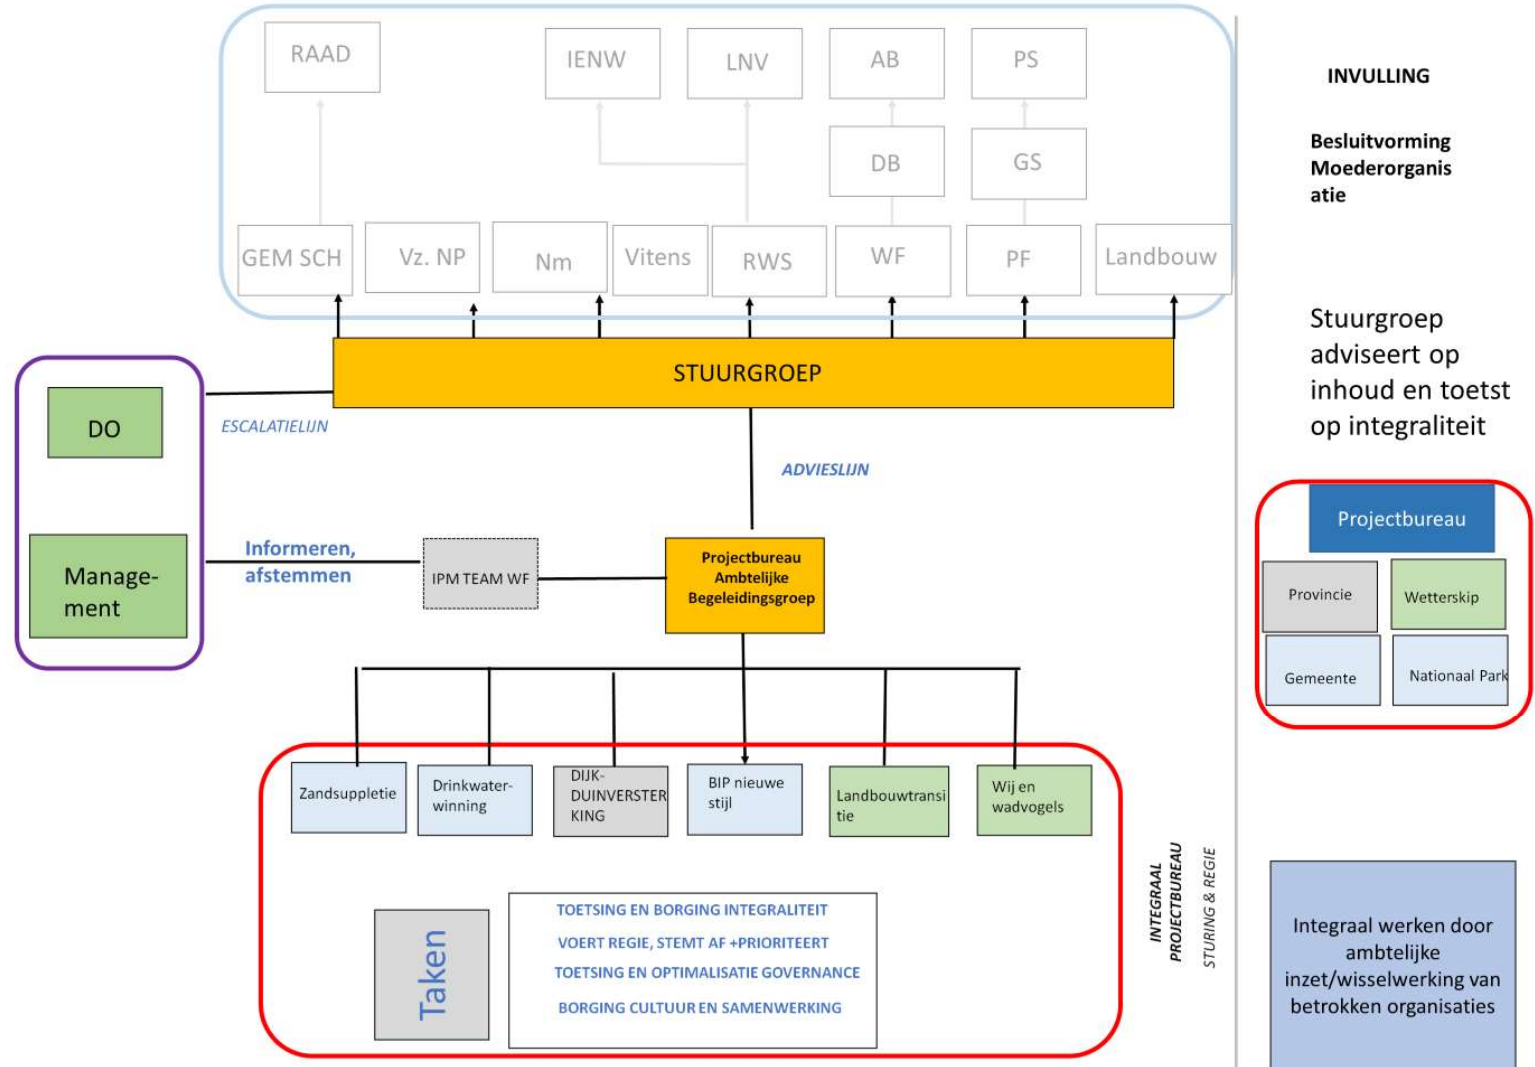 RAAD
IENW
LNV
AB
PS
DB
GS
GEM SCH
Vz. NP
Nm
Vitens
RWS
WF
PF
Landbouw
STUURGROEP
DO
ESCALATIELIJN
ADVIESLIJN
Manage-
ment
Informeren,
afstemmen
IPM TEAM WF
Projectbureau
Ambtelijke
Begeleidingsgroep
Zandsuppletie
Drinkwater-
winning
DIJK-
DUINVERSTER
KING
BIP nieuwe
stijl
Landbouwtransi
tie
Wij en
wadvogels
Taken
TOETSING EN BORGING INTEGRALITEIT
VOERT REGIE, STEMT AF +PRIORITEERT
TOETSING EN OPTIMALISATIE GOVERNANCE
BORGING CULTUUR EN SAMENWERKING
INTEGRAAL
PROJECTBUREAU
STURING & REGIE
INVULLING
Besluitvorming
Moederorganis
atie
Stuurgroep
adviseert op
inhoud en toetst
op integraliteit
Projectbureau
Provincie
Wetterskip
Gemeente
Nationaal Park
Integraal werken door
ambtelijke
inzet/wisselwerking van
betrokken organisaties